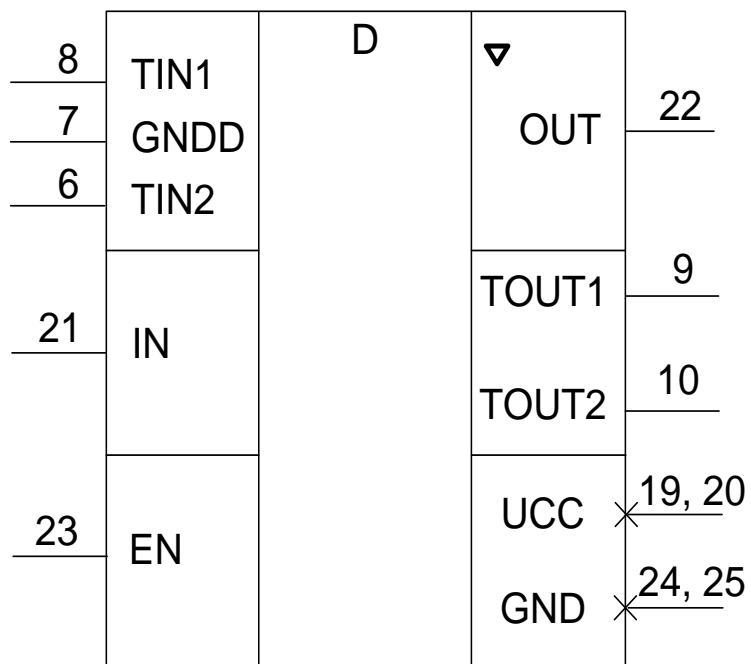 D
8 TIN1
7 GNDD
6 TIN2
21 IN
23 EN
OUT 22
TOUT1 9
TOUT2 10
UCC 19, 20
GND 24, 25